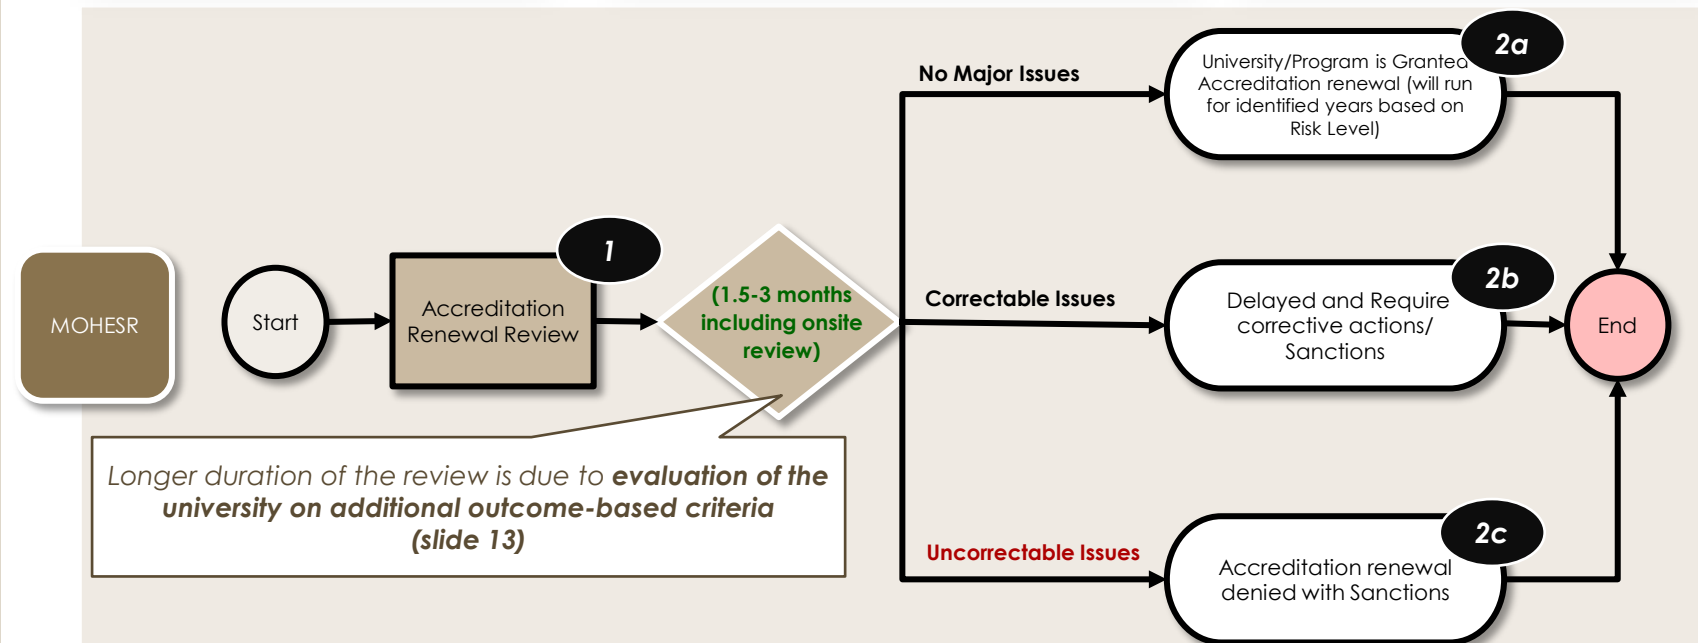 MOHESR
Start
1
Accreditation
Renewal Review
(1.5-3 months
including onsite
review)
Longer duration of the review is due to evaluation of the
university on additional outcome-based criteria
(slide 13)
No Major Issues
2a
University/Program is Granted
Accreditation renewal (will run
for identified years based on
Risk Level)
Correctable Issues
2b
Delayed and Require
corrective actions/
Sanctions
Uncorrectable Issues
2c
Accreditation renewal
denied with Sanctions
End